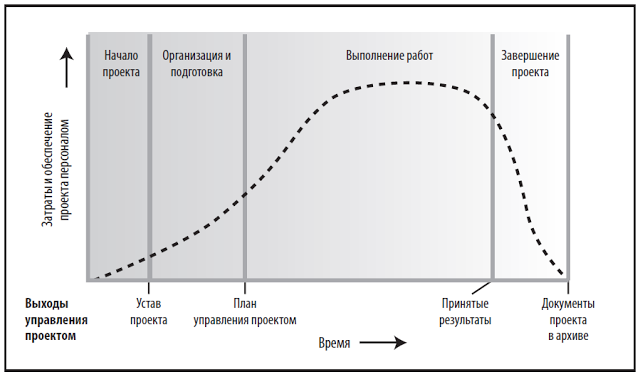 Начало
проекта
Организация и
подготовка
Выполнение работ
Завершение
проекта
Затраты и обеспечение
проекта персоналом
Выходы
управления
проектом
Устав
проекта
План
управления проектом
Принятые
результаты
Документы
проекта
в архиве
Время